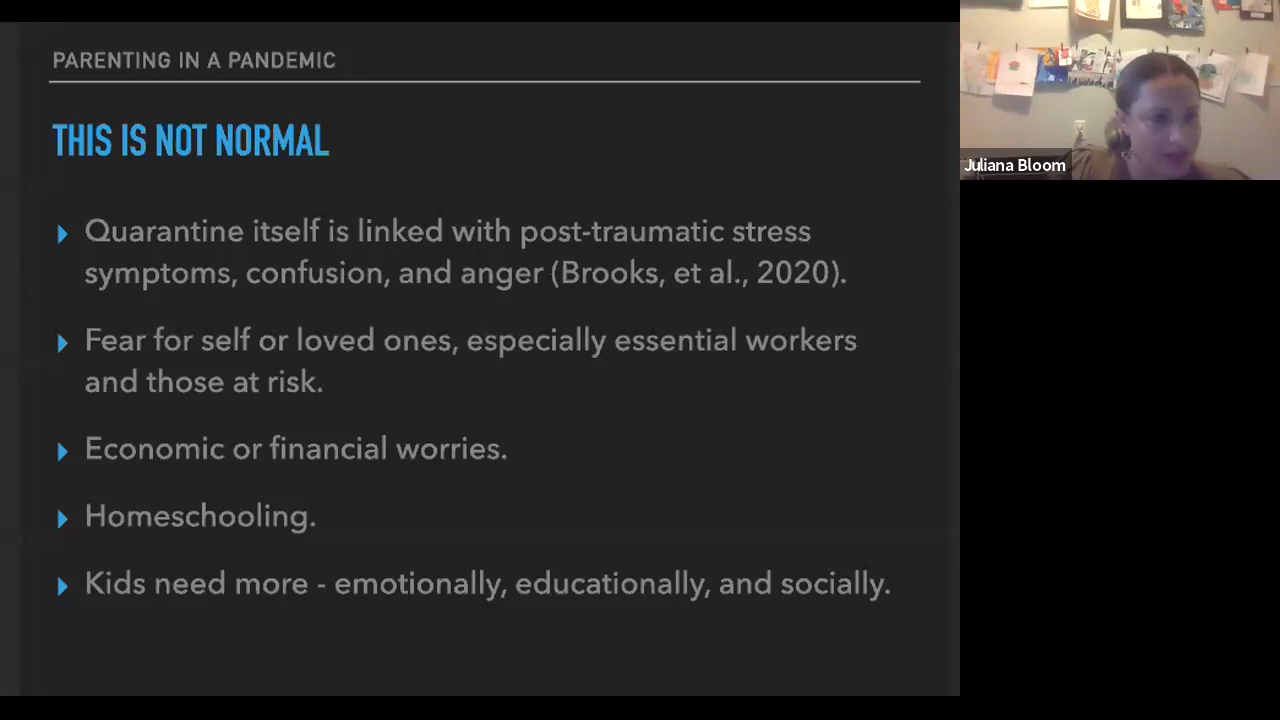 PARENTING IN A PANDEMIC
THIS IS NOT NORMAL
Quarantine itself is linked with post-traumatic stress
symptoms, confusion, and anger (Brooks, et al., 2020).
Fear for self or loved ones, especially essential workers
and those at risk.
Economic or financial worries.
Homeschooling.
Kids need more - emotionally, educationally, and socially.
Juliana Bloom